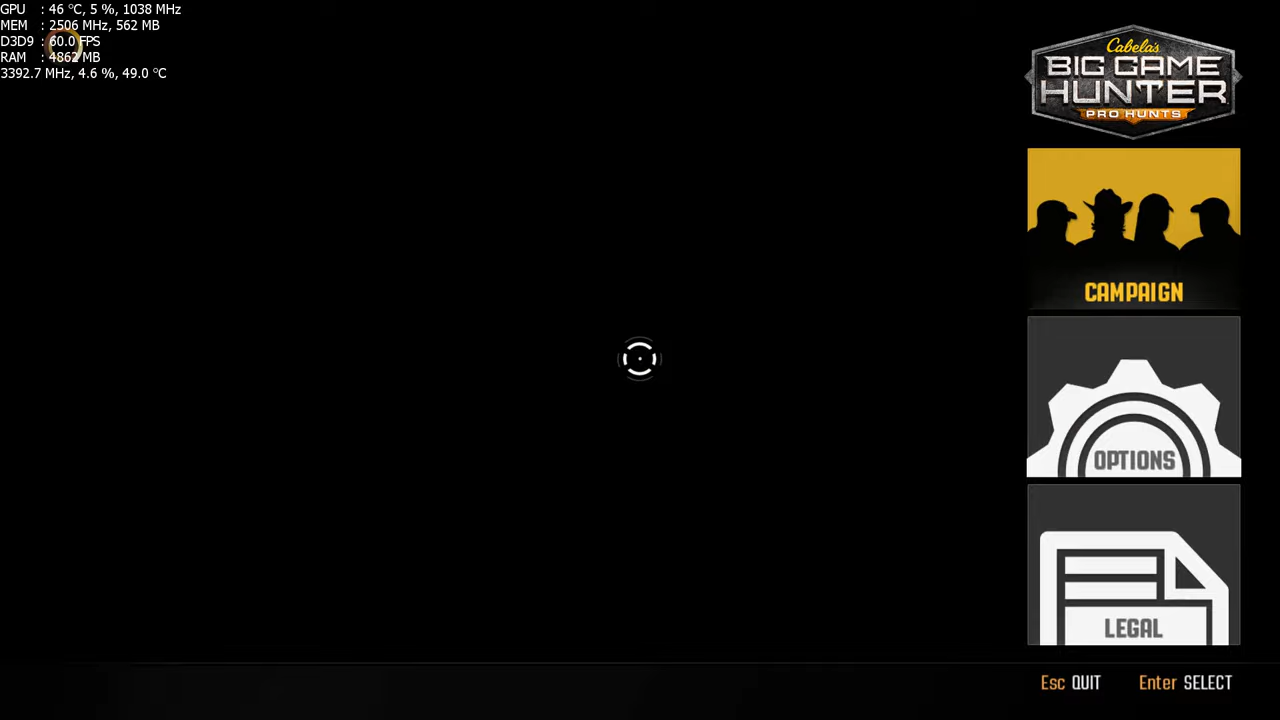 GPU : 46 °C, 5 %, 1038 MHz
MEM : 2506 MHz, 562 MB
D3D9 : 60.0 FPS
RAM : 4862 MB
3392.7 MHz, 4.6 %, 49.0 °C
Cabela's
BIG GAME
HUNTER
PRO HUNTS
CAMPAIGN
OPTIONS
LEGAL
Esc QUIT Enter SELECT